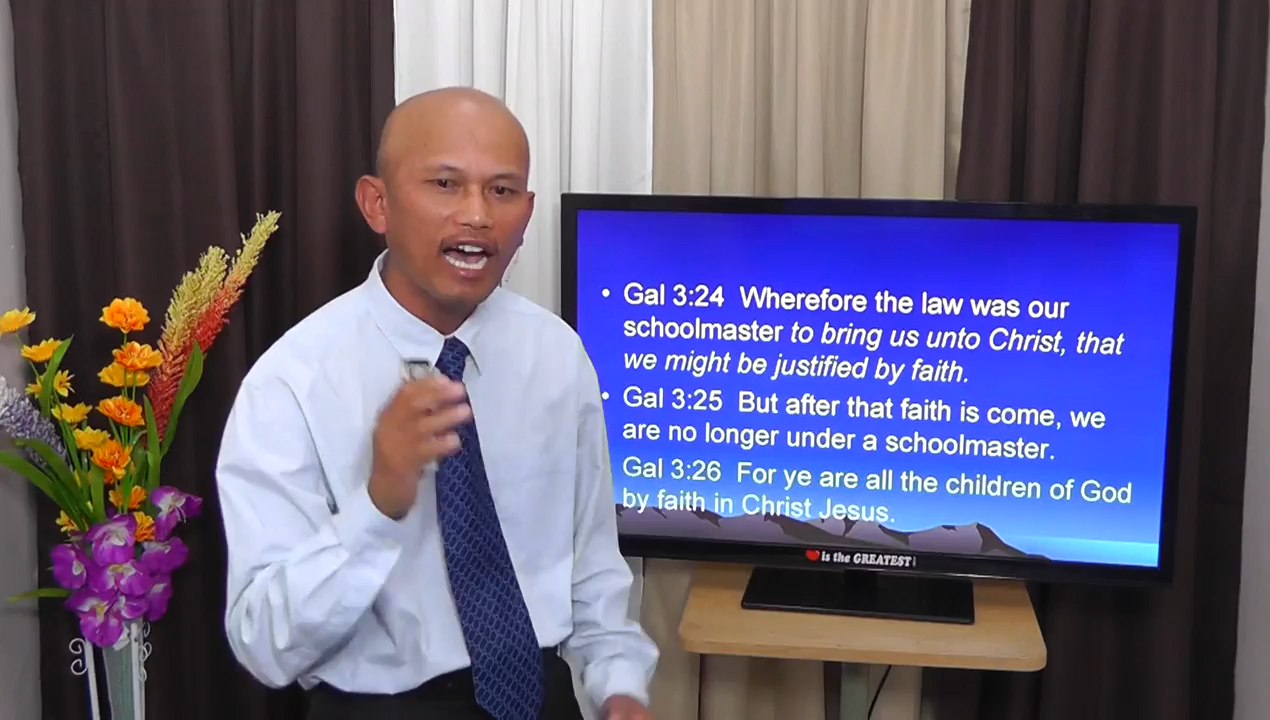 • Gal 3:24 Wherefore the law was our
schoolmaster to bring us unto Christ, that
we might be justified by faith.
• Gal 3:25 But after that faith is come, we
are no longer under a schoolmaster.
Gal 3:26 For ye are all the children of God
by faith in Christ Jesus.
❤ is the GREATEST!